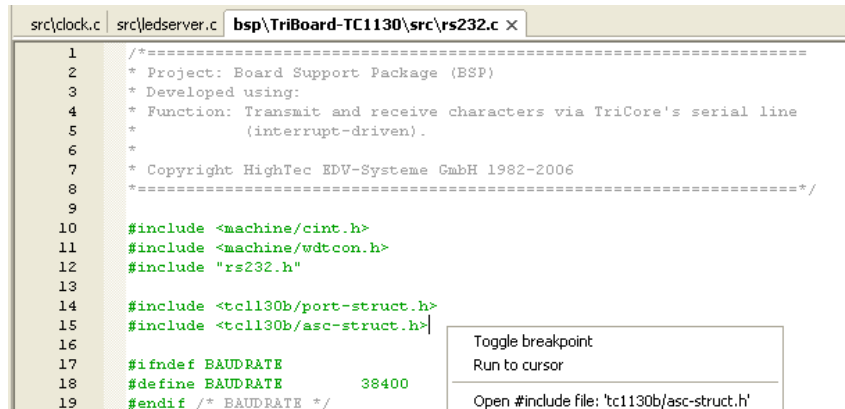 src\clock.c src\ledserver.c bsp\TriBoard-TC1130\src\rs232.c ×
1 /*====================================================================
2 * Project: Board Support Package (BSP)
3 * Developed using:
4 * Function: Transmit and receive characters via TriCore's serial line
5 * (interrupt-driven).
6 *
7 * Copyright HighTec EDV-Systeme GmbH 1982-2006
8 *====================================================================*/
9
10 #include <machine/cint.h>
11 #include <machine/wdtcon.h>
12 #include "rs232.h"
13
14 #include <tc1130b/port-struct.h>
15 #include <tc1130b/asc-struct.h>
16
Toggle breakpoint
17 #ifndef BAUDRATE
Run to cursor
18 #define BAUDRATE 38400
19 #endif /* BAUDRATE */
Open #include file: 'tc1130b/asc-struct.h'